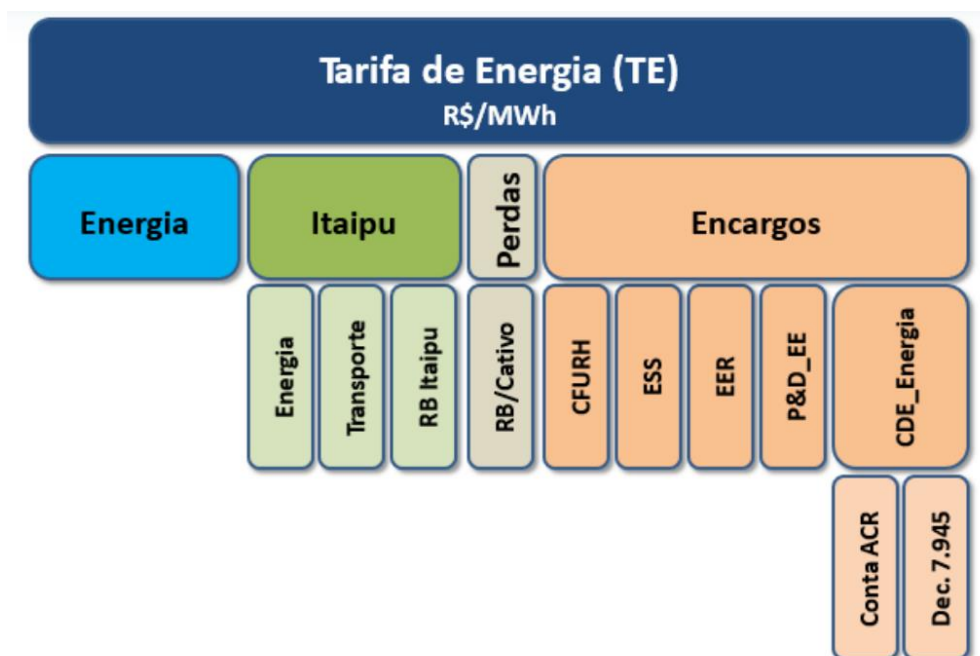 Tarifa de Energia (TE)
R$/MWh
Energia
Itaipu
Perdas
Encargos
Energia
Transporte
RB Itaipu
RB/Cativo
CFURH
ESS
EER
P&D_EE
CDE_Energia
Conta ACR
Dec. 7.945